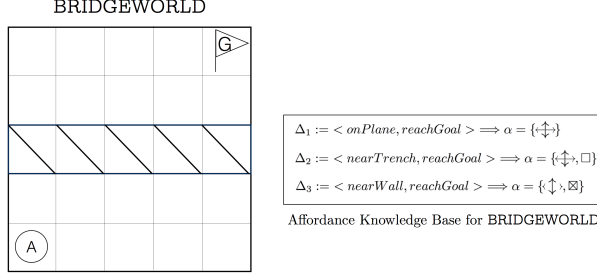 BRIDGEWORLD
G
A
Δ₁ := < onPlane, reachGoal > ⟹ α = {←↕→}
Δ₂ := < nearTrench, reachGoal > ⟹ α = {←↕→, □}
Δ₃ := < nearWall, reachGoal > ⟹ α = {‹↕›, ⊠}
Affordance Knowledge Base for BRIDGEWORLD